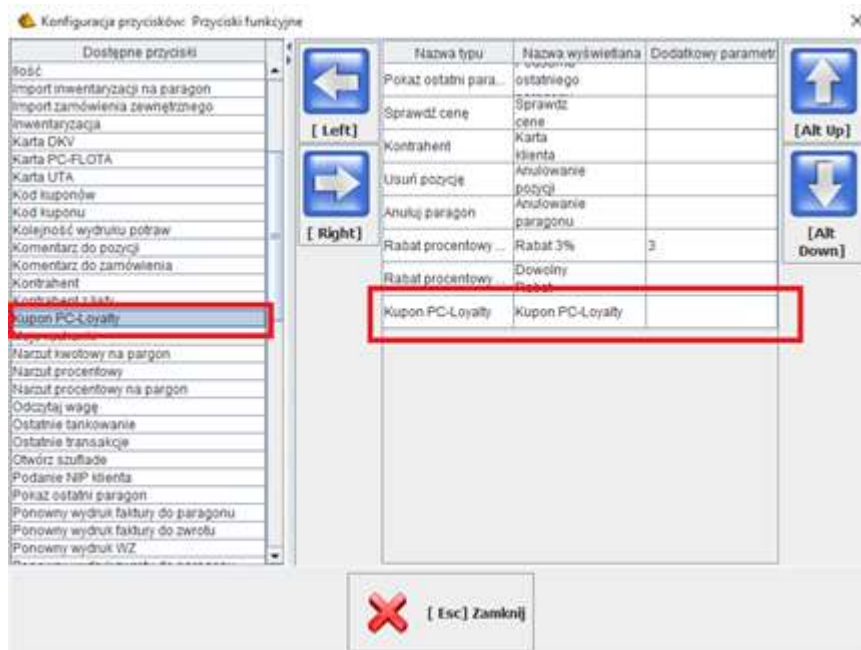 Konfiguracja przycisków: Przyciski funkcyjne
Dostępne przyciski
Ilość
Import inwentaryzacji na paragon
Import zamówienia zewnętrznego
Inwentaryzacja
Karta DKV
Karta PC-FLOTA
Karta UTA
Kod kuponów
Kod kuponu
Kolejność wydruku potraw
Komentarz do pozycji
Komentarz do zamówienia
Kontrahent
Kontrahent z listy
Kupon PC-Loyalty
Narzut kwotowy na pargon
Narzut procentowy
Narzut procentowy na pargon
Odczytaj wagę
Ostatnie tankowanie
Ostatnie transakcje
Otwórz szuflade
Podanie NIP klienta
Pokaż ostatni paragon
Ponowny wydruk faktury do paragonu
Ponowny wydruk faktury do zwrotu
Ponowny wydruk WZ
[ Left]
[ Right]
Nazwa typu Nazwa wyświetlana Dodatkowy parametr
Pokaż ostatni para... ostatniego
Sprawdź cenę Sprawdz cene
Kontrahent Karta klienta
Usuń pozycję Anulowanie pozycji
Anuluj paragon Anulowanie paragonu
Rabat procentowy ... Rabat 3% 3
Rabat procentowy ... Dowolny Rabat
Kupon PC-Loyalty Kupon PC-Loyalty
[Alt Up]
[Alt Down]
[ Esc] Zamknij